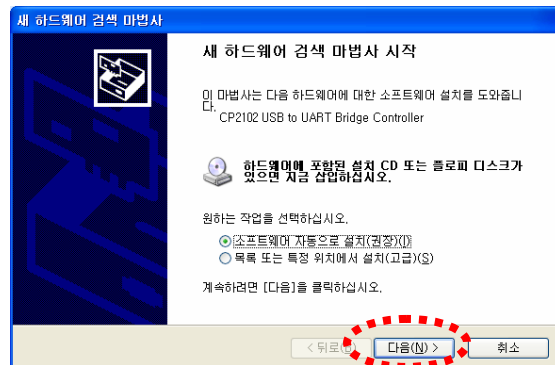 새 하드웨어 검색 마법사
새 하드웨어 검색 마법사 시작
이 마법사는 다음 하드웨어에 대한 소프트웨어 설치를 도와줍니
다.
CP2102 USB to UART Bridge Controller
하드웨어에 포함된 설치 CD 또는 플로피 디스크가
있으면 지금 삽입하십시오.
원하는 작업을 선택하십시오.
소프트웨어 자동으로 설치(권장)(I)
목록 또는 특정 위치에서 설치(고급)(S)
계속하려면 [다음]을 클릭하십시오.
< 뒤로(B) 다음(N) > 취소